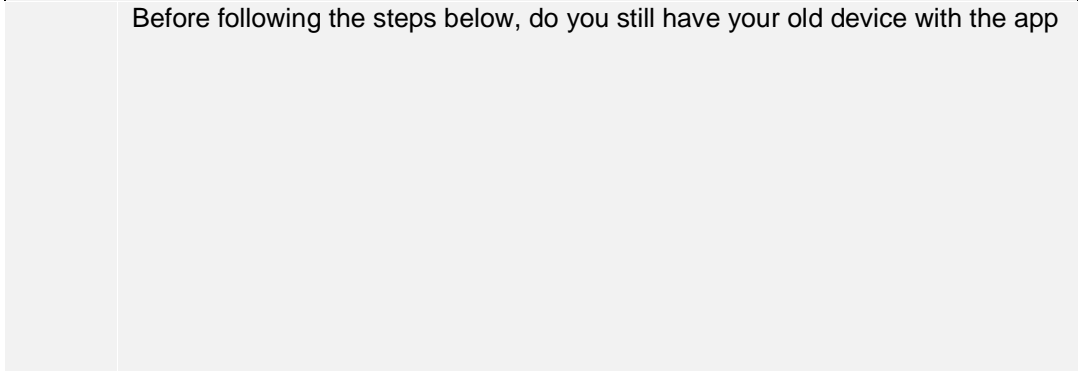 Before following the steps below, do you still have your old device with the app